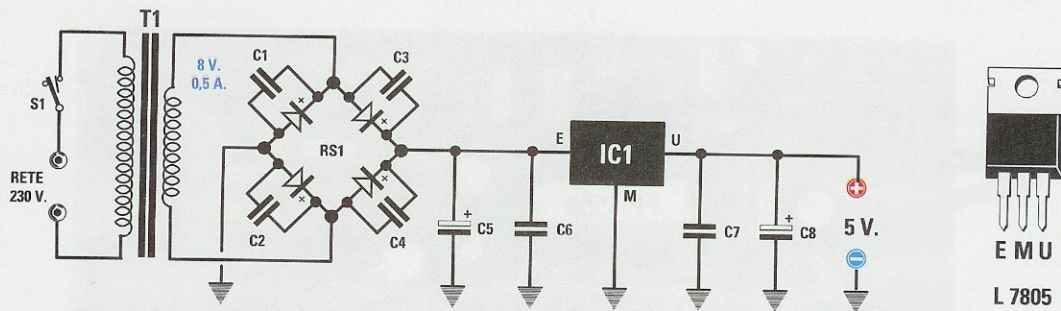 T1
S1
RETE
230 V.
8 V.
0,5 A.
C1
C3
RS1
C2
C4
+
C5
C6
E
IC1
U
M
C7
+
C8
+
5 V.
−
E M U
L 7805